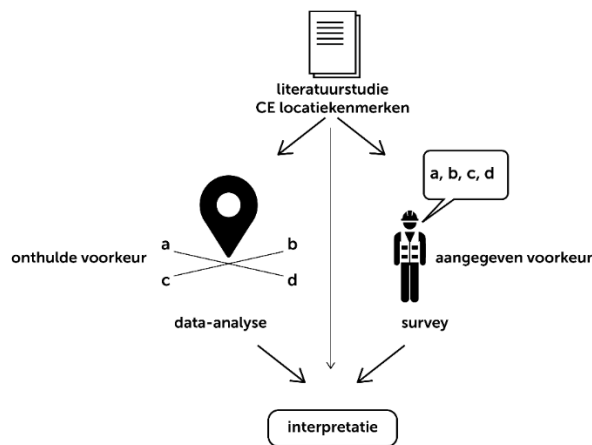 literatuurstudie
CE locatiekenmerken
a, b, c, d
a
b
onthulde voorkeur
aangegeven voorkeur
c
d
data-analyse
survey
interpretatie